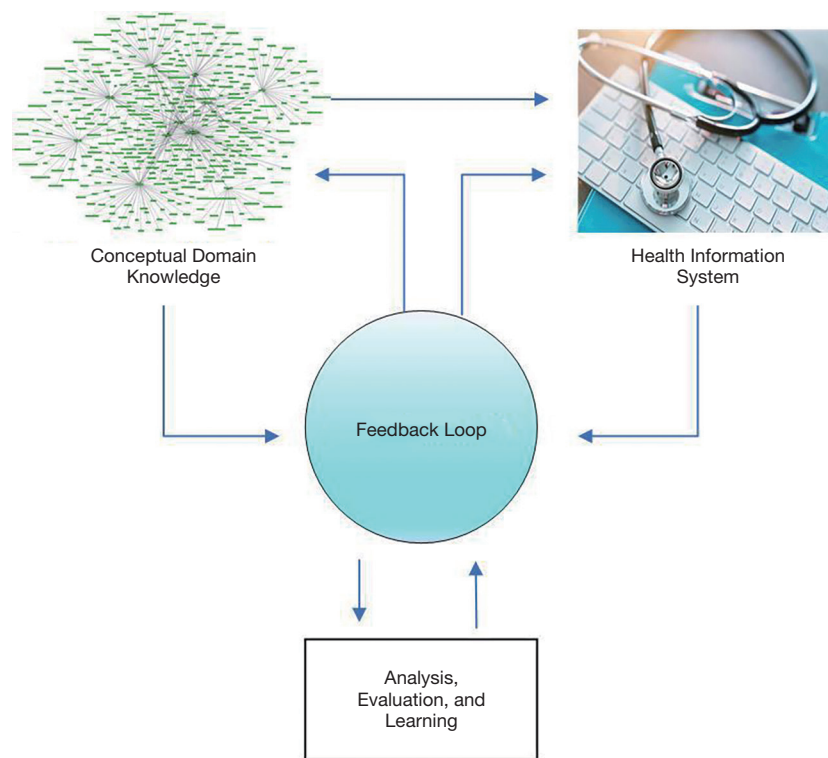 Conceptual Domain
Knowledge
Health Information
System
Feedback Loop
Analysis,
Evaluation, and
Learning